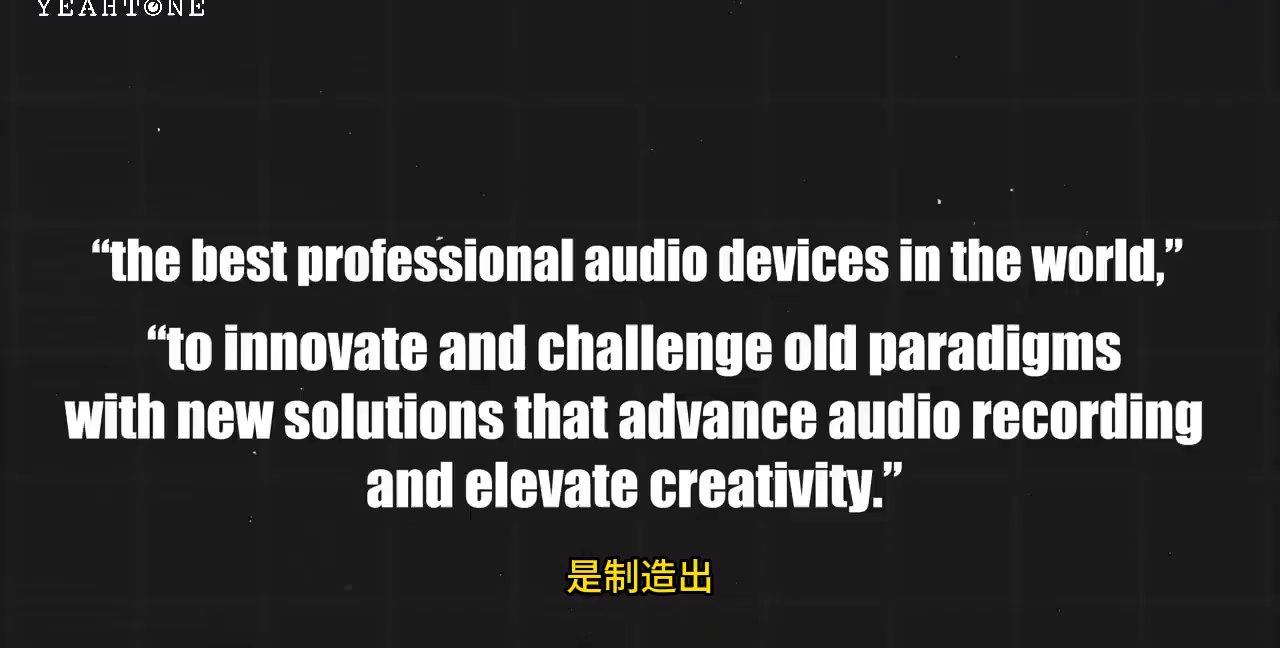 YEAHTONE
“the best professional audio devices in the world,”
“to innovate and challenge old paradigms
with new solutions that advance audio recording
and elevate creativity.”
是制造出